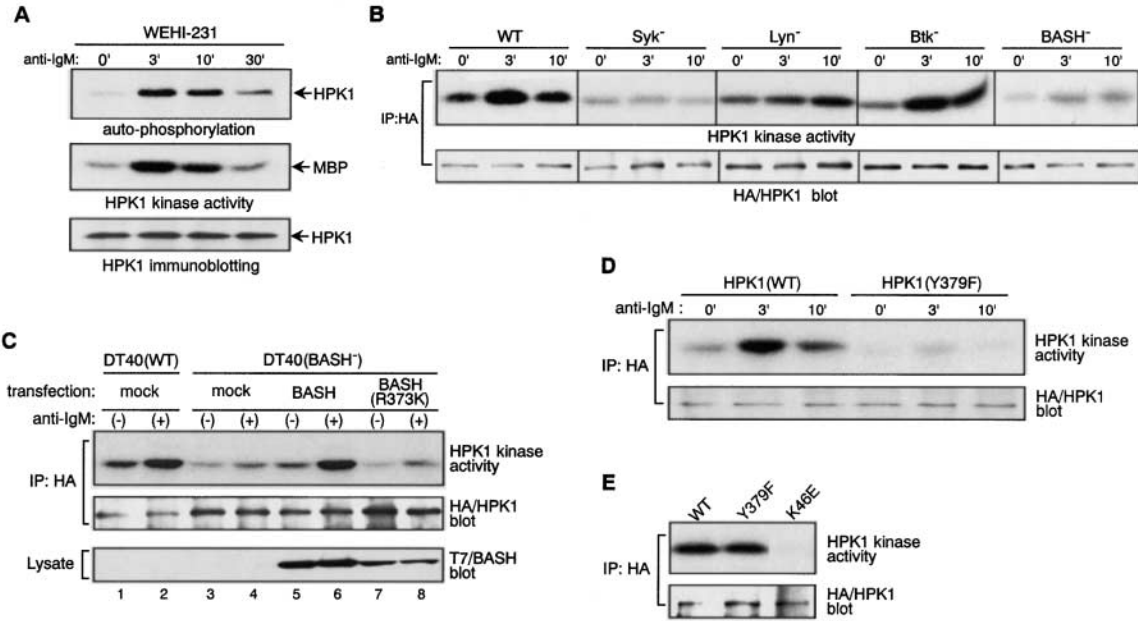 A
WEHI-231
anti-IgM: 0' 3' 10' 30'
HPK1
auto-phosphorylation
MBP
HPK1 kinase activity
HPK1
HPK1 immunoblotting
B
WT Syk⁻ Lyn⁻ Btk⁻ BASH⁻
anti-IgM: 0' 3' 10' 0' 3' 10' 0' 3' 10' 0' 3' 10' 0' 3' 10'
IP:HA
HPK1 kinase activity
HA/HPK1 blot
C
DT40(WT) DT40(BASH⁻)
transfection: mock mock BASH BASH
(R373K)
anti-IgM: (-) (+) (-) (+) (-) (+) (-) (+)
IP: HA
HPK1 kinase
activity
HA/HPK1
blot
Lysate
T7/BASH
blot
1 2 3 4 5 6 7 8
D
HPK1(WT) HPK1(Y379F)
anti-IgM : 0' 3' 10' 0' 3' 10'
IP: HA
HPK1 kinase
activity
HA/HPK1
blot
E
WT Y379F K46E
IP: HA
HPK1 kinase
activity
HA/HPK1
blot